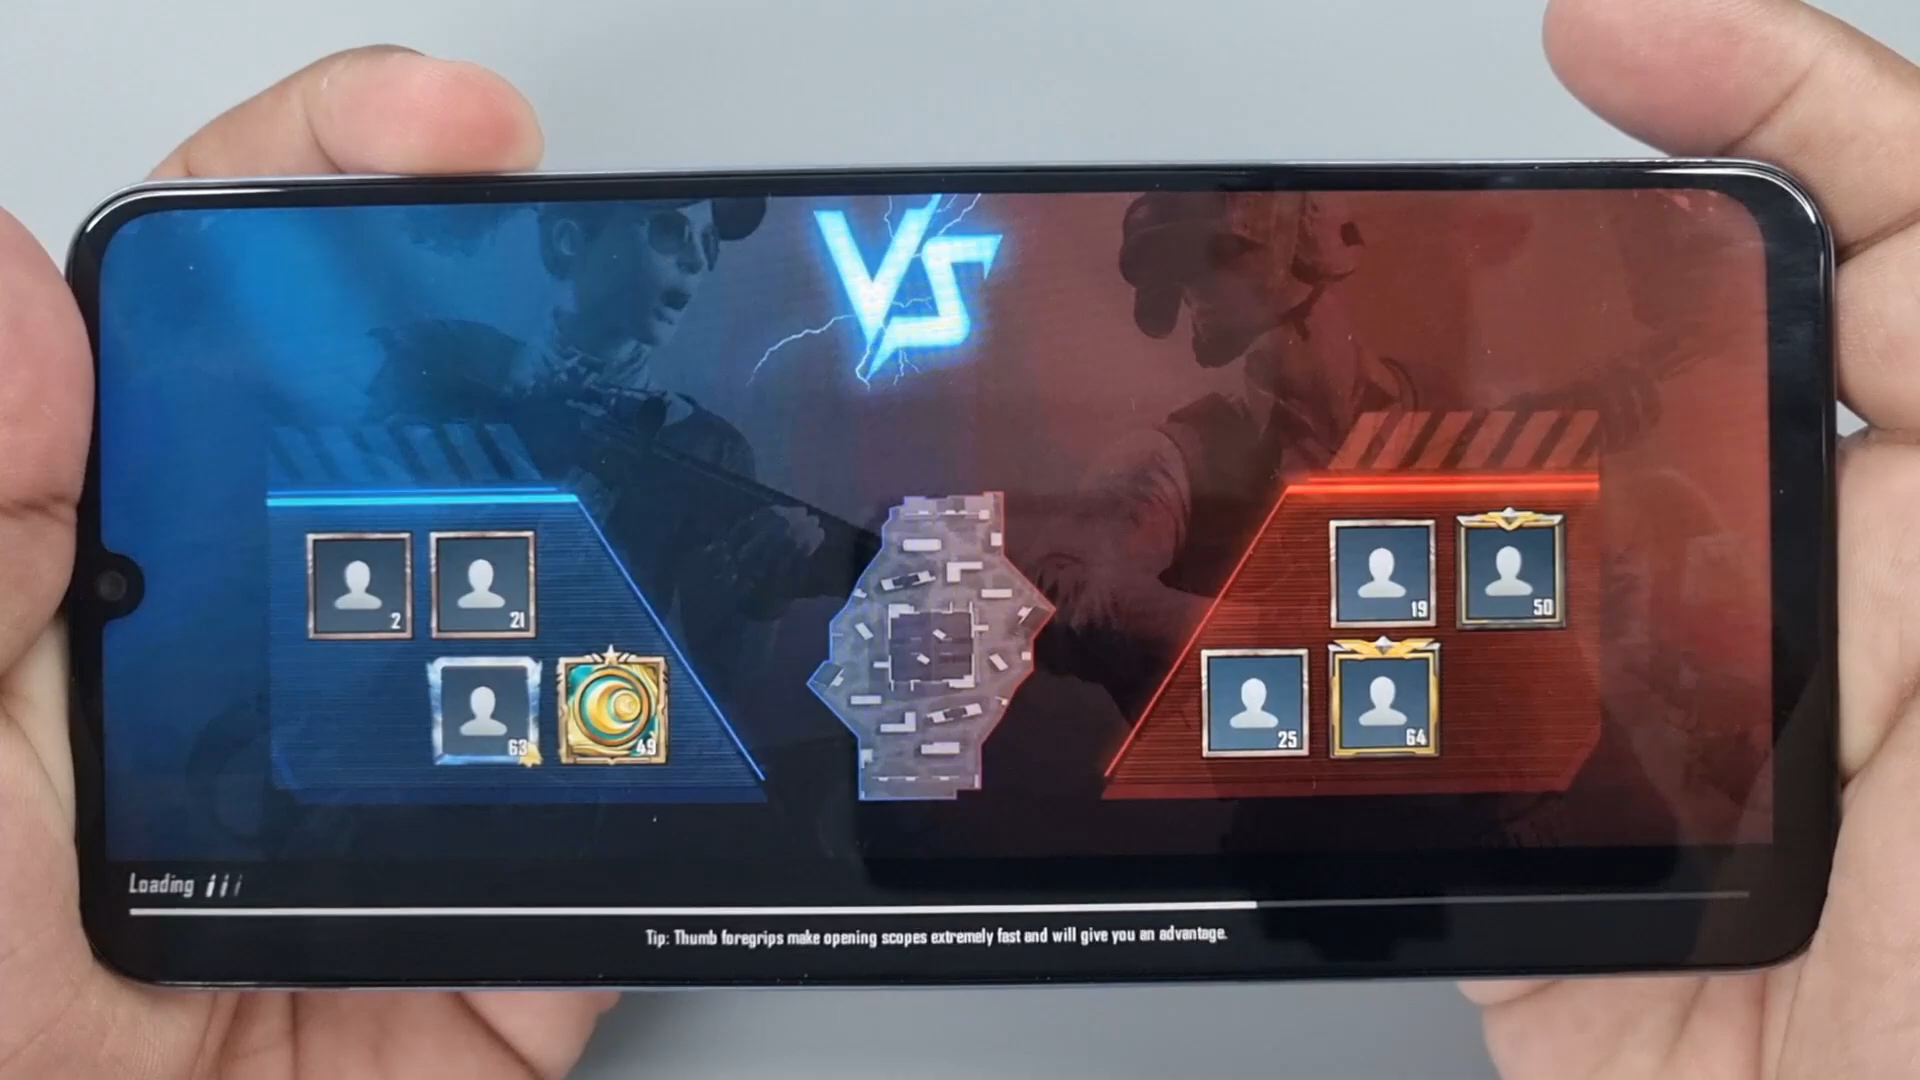 VS
2
21
19
50
63
49
25
64
Loading
Tip: Thumb foregrips make opening scopes extremely fast and will give you an advantage.